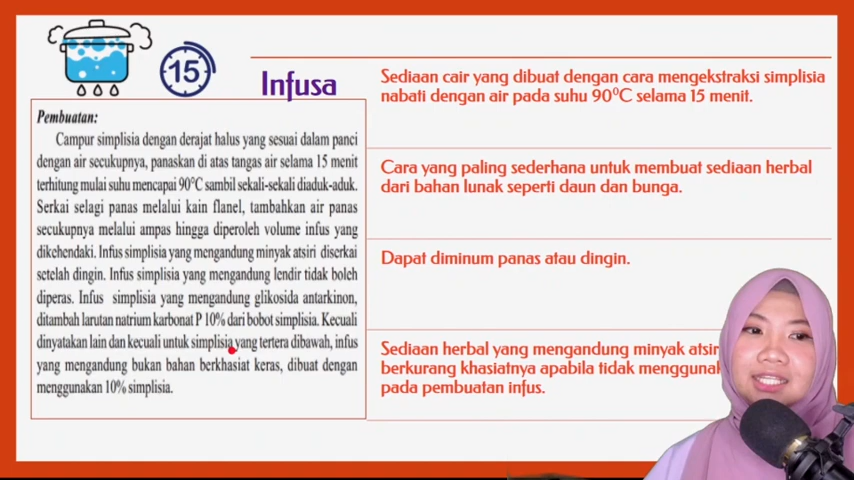 15
Infusa
Pembuatan:
Campur simplisia dengan derajat halus yang sesuai dalam panci
dengan air secukupnya, panaskan di atas tangas air selama 15 menit
terhitung mulai suhu mencapai 90°C sambil sekali-sekali diaduk-aduk.
Serkai selagi panas melalui kain flanel, tambahkan air panas
secukupnya melalui ampas hingga diperoleh volume infus yang
dikehendaki. Infus simplisia yang mengandung minyak atsiri diserkai
setelah dingin. Infus simplisia yang mengandung lendir tidak boleh
diperas. Infus simplisia yang mengandung glikosida antarkinon,
ditambah larutan natrium karbonat P 10% dari bobot simplisia. Kecuali
dinyatakan lain dan kecuali untuk simplisia yang tertera dibawah, infus
yang mengandung bukan bahan berkhasiat keras, dibuat dengan
menggunakan 10% simplisia.
Sediaan cair yang dibuat dengan cara mengekstraksi simplisia
nabati dengan air pada suhu 90⁰C selama 15 menit.
Cara yang paling sederhana untuk membuat sediaan herbal
dari bahan lunak seperti daun dan bunga.
Dapat diminum panas atau dingin.
Sediaan herbal yang mengandung minyak atsiri
berkurang khasiatnya apabila tidak
pada pembuatan infus.